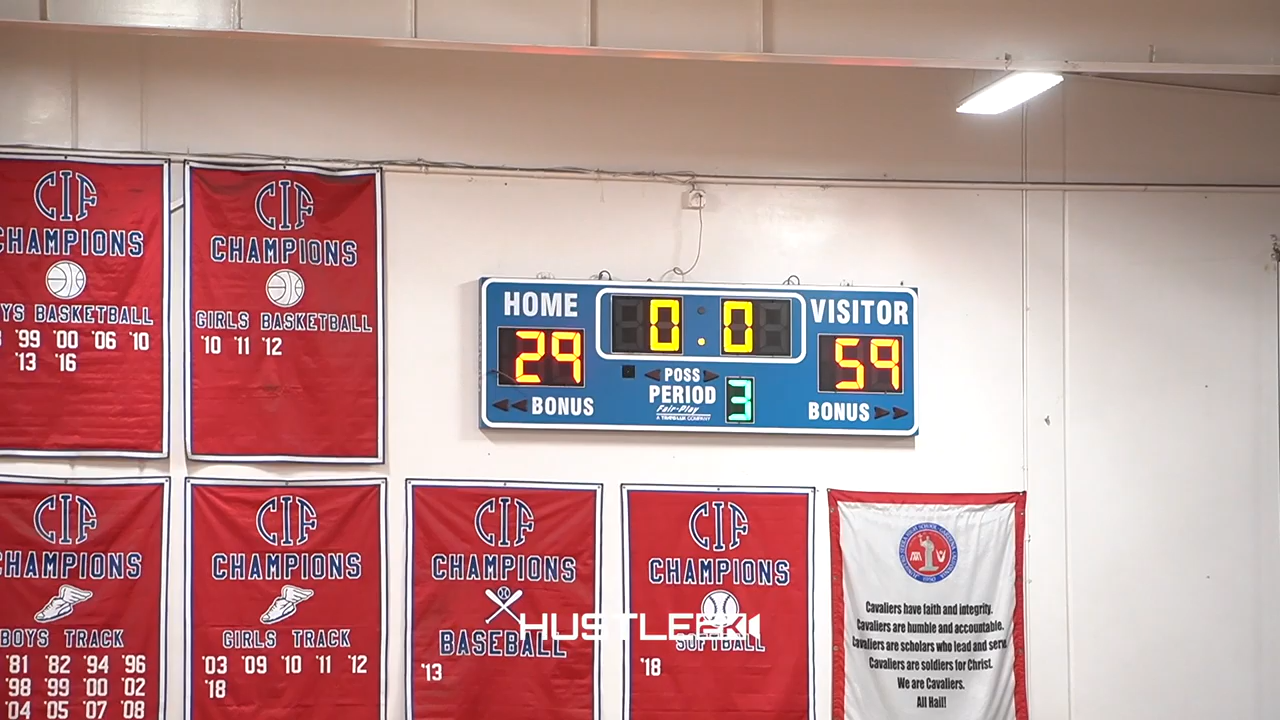 CIF
CHAMPIONS
YS BASKETBALL
'99 '00 '06 '10
'13 '16
CIF
CHAMPIONS
GIRLS BASKETBALL
'10 '11 '12
HOME
0.0
VISITOR
29
59
POSS
PERIOD
3
Fair-Play
A TRANS-LUX COMPANY
BONUS
BONUS
CIF
CHAMPIONS
BOYS TRACK
'81 '82 '94 '96
'98 '99 '00 '02
'04 '05 '07 '08
CIF
CHAMPIONS
GIRLS TRACK
'03 '09 '10 '11 '12
'18
CIF
CHAMPIONS
BASEBALL
'13
CIF
CHAMPIONS
SOFTBALL
'18
Cavaliers have faith and integrity.
Cavaliers are humble and accountable.
Cavaliers are scholars who lead and serve
Cavaliers are soldiers for Christ.
We are Cavaliers.
All Hail!